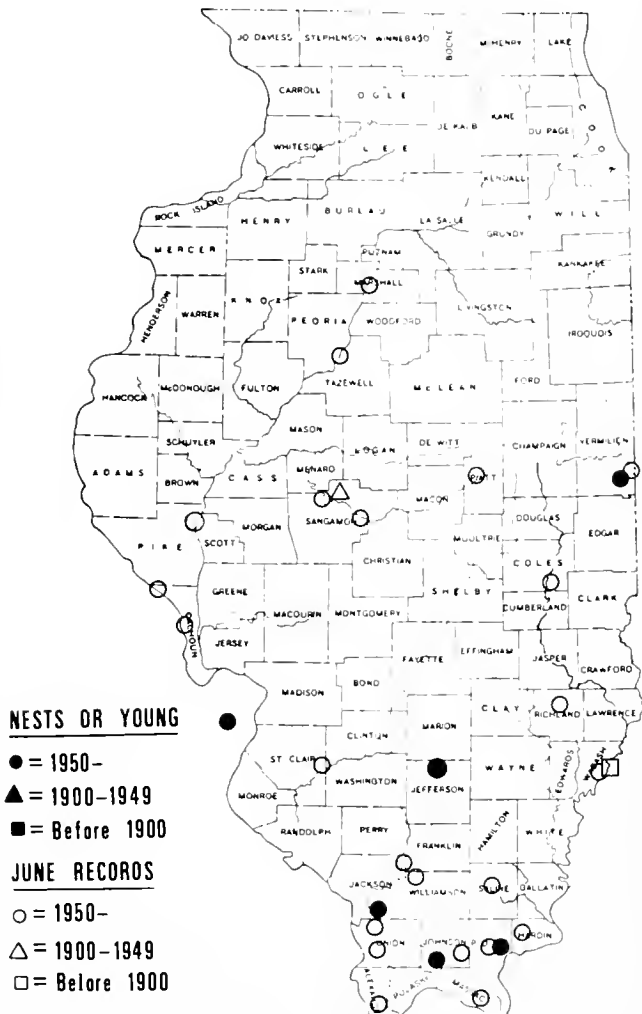 JO DAVIESS STEPHENSON WINNEBAGO BOONE McHENRY LAKE
CARROLL OGLE DE KALB KANE DU PAGE COOK
WHITESIDE LEE KENDALL WILL
ROCK ISLAND HENRY BUREAU LA SALLE GRUNDY
MERCER PUTNAM KANKAKEE
STARK MARSHALL
HENDERSON WARREN KNOX PEORIA WOODFORD LIVINGSTON IROQUOIS
HANCOCK McDONOUGH FULTON TAZEWELL McLEAN FORD
SCHUYLER MASON LOGAN DE WITT CHAMPAIGN VERMILION
ADAMS BROWN CASS MENARD PIATT
MACON
PIKE SCOTT MORGAN SANGAMON DOUGLAS EDGAR
CHRISTIAN MOULTRIE COLES
GREENE SHELBY CUMBERLAND CLARK
CALHOUN JERSEY MACOUPIN MONTGOMERY
FAYETTE EFFINGHAM JASPER CRAWFORD
MADISON BOND CLAY RICHLAND LAWRENCE
CLINTON MARION
ST CLAIR WASHINGTON JEFFERSON WAYNE EDWARDS WABASH
MONROE RANDOLPH PERRY FRANKLIN HAMILTON WHITE
JACKSON WILLIAMSON SALINE GALLATIN
UNION JOHNSON HARDIN
PULASKI
NESTS OR YOUNG
● = 1950-
▲ = 1900-1949
■ = Before 1900
JUNE RECORDS
○ = 1950-
△ = 1900-1949
□ = Before 1900